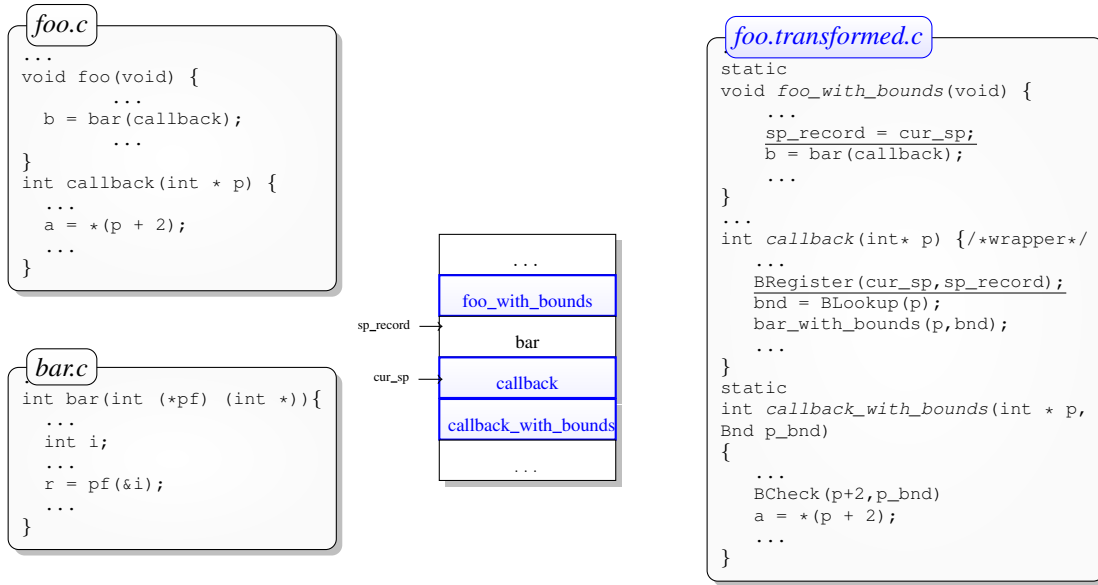 foo.c
...
void foo(void) {
...
b = bar(callback);
...
}
int callback(int * p) {
...
a = *(p + 2);
...
}
bar.c
int bar(int (*pf) (int *)){
...
int i;
...
r = pf(&i);
...
}
...
foo_with_bounds
sp_record
bar
cur_sp
callback
callback_with_bounds
...
foo.transformed.c
static
void foo_with_bounds(void) {
...
sp_record = cur_sp;
b = bar(callback);
...
}
...
int callback(int* p) {/*wrapper*/
...
BRegister(cur_sp,sp_record);
bnd = BLookup(p);
bar_with_bounds(p,bnd);
...
}
static
int callback_with_bounds(int * p,
Bnd p_bnd)
{
...
BCheck(p+2,p_bnd)
a = *(p + 2);
...
}